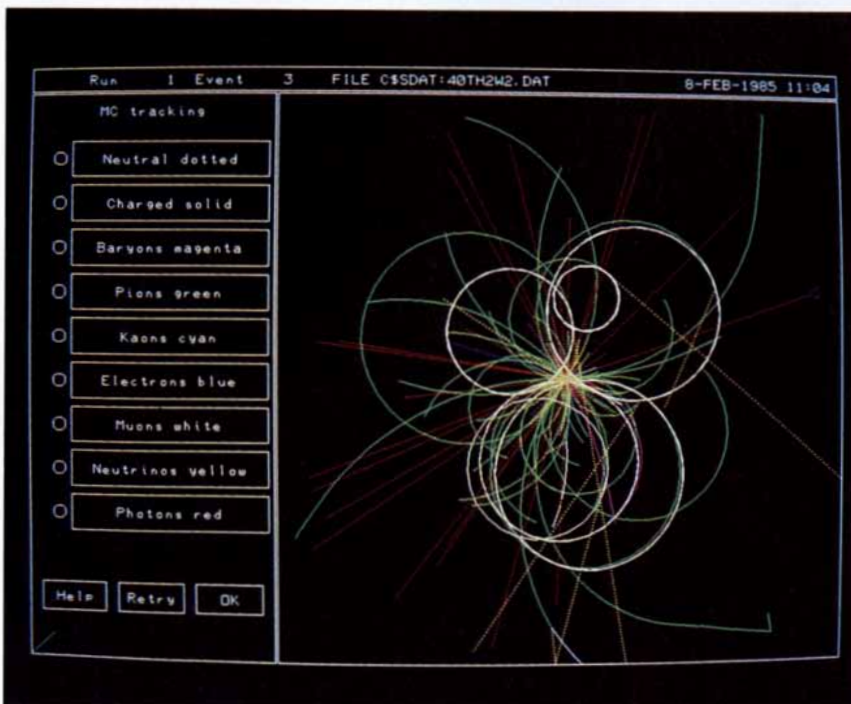 Run 1 Event 3 FILE C$SDAT:40TH2W2.DAT 8-FEB-1985 11:04
MC tracking
Neutral dotted
Charged solid
Baryons magenta
Pions green
Kaons cyan
Electrons blue
Muons white
Neutrinos yellow
Photons red
Help Retry OK